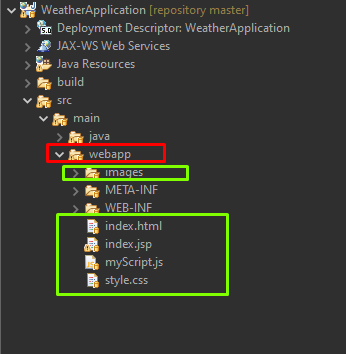 WeatherApplication [repository master]
Deployment Descriptor: WeatherApplication
JAX-WS Web Services
Java Resources
build
src
main
java
webapp
images
META-INF
WEB-INF
index.html
index.jsp
myScript.js
style.css